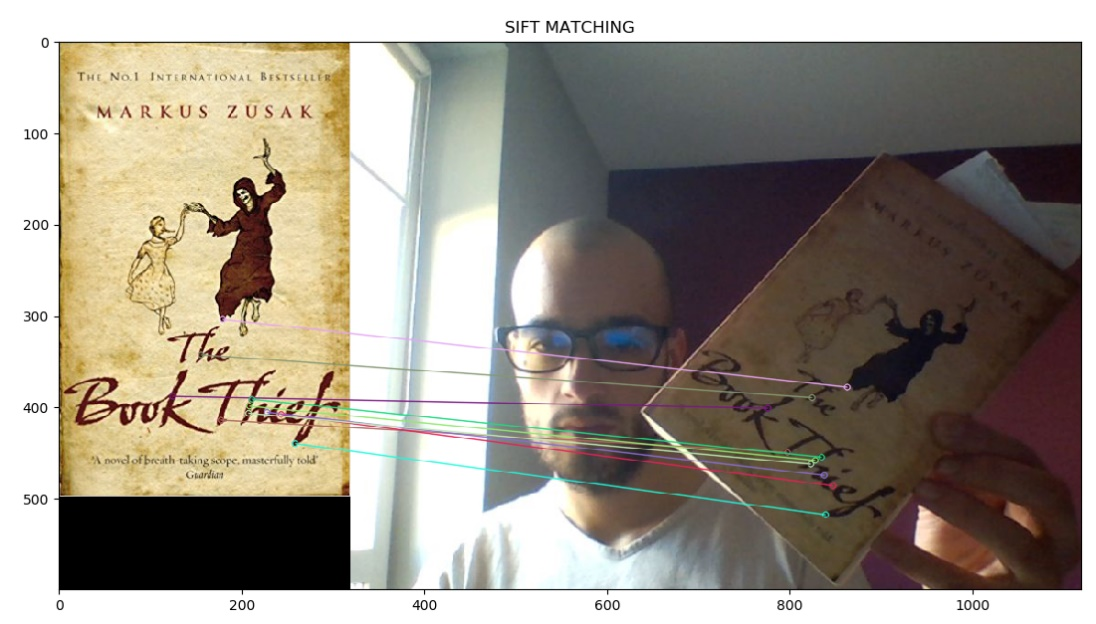 SIFT MATCHING
0
100
200
300
400
500
THE NO.1 INTERNATIONAL BESTSELLER
MARKUS ZUSAK
The
Book Thief
'A novel of breath-taking scope, masterfully told'
Guardian
MARKUS ZUSAK
The
Book Thief
0
200
400
600
800
1000